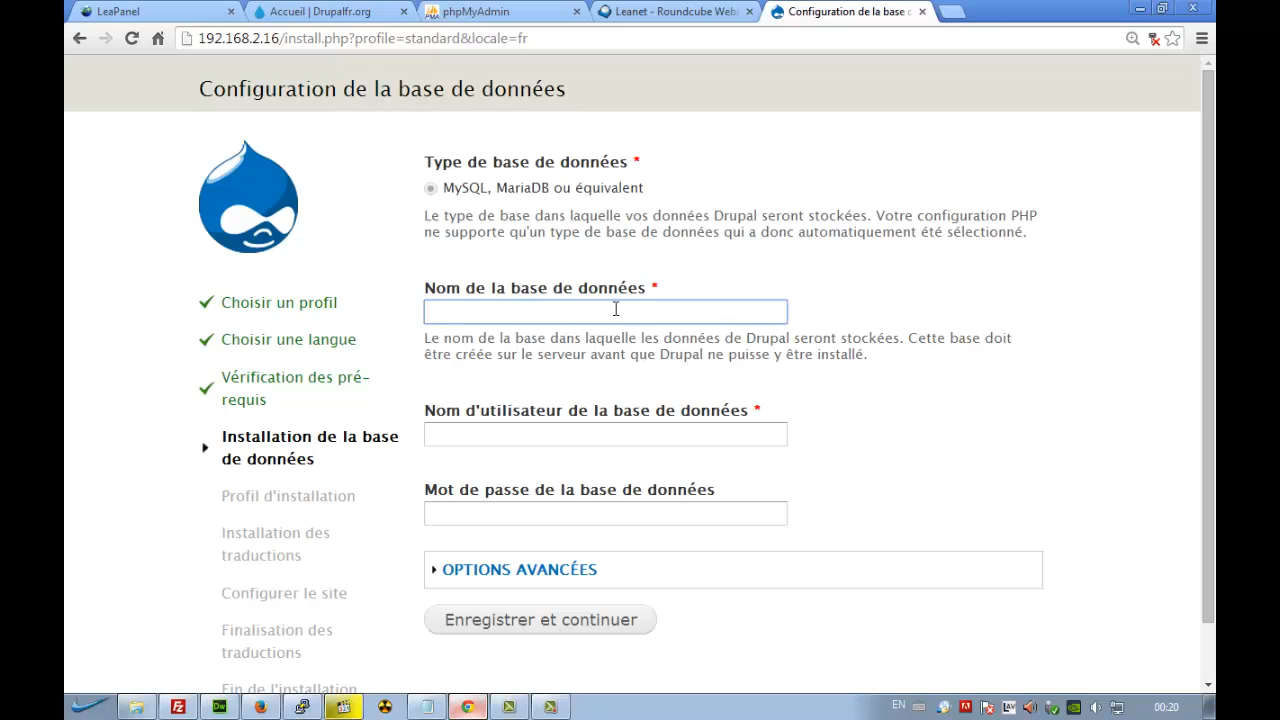 LeaPanel
Accueil | Drupalfr.org
phpMyAdmin
Leanet - Roundcube Web
Configuration de la base d
192.168.2.16/install.php?profile=standard&locale=fr
Configuration de la base de données
Type de base de données *
MySQL, MariaDB ou équivalent
Le type de base dans laquelle vos données Drupal seront stockées. Votre configuration PHP
ne supporte qu'un type de base de données qui a donc automatiquement été sélectionné.
Nom de la base de données *
Le nom de la base dans laquelle les données de Drupal seront stockées. Cette base doit
être créée sur le serveur avant que Drupal ne puisse y être installé.
Nom d'utilisateur de la base de données *
Mot de passe de la base de données
OPTIONS AVANCÉES
Enregistrer et continuer
Choisir un profil
Choisir une langue
Vérification des pré-
requis
Installation de la base
de données
Profil d'installation
Installation des
traductions
Configurer le site
Finalisation des
traductions
Fin de l'installation
Fz
Dw
EN
LAV
00:20